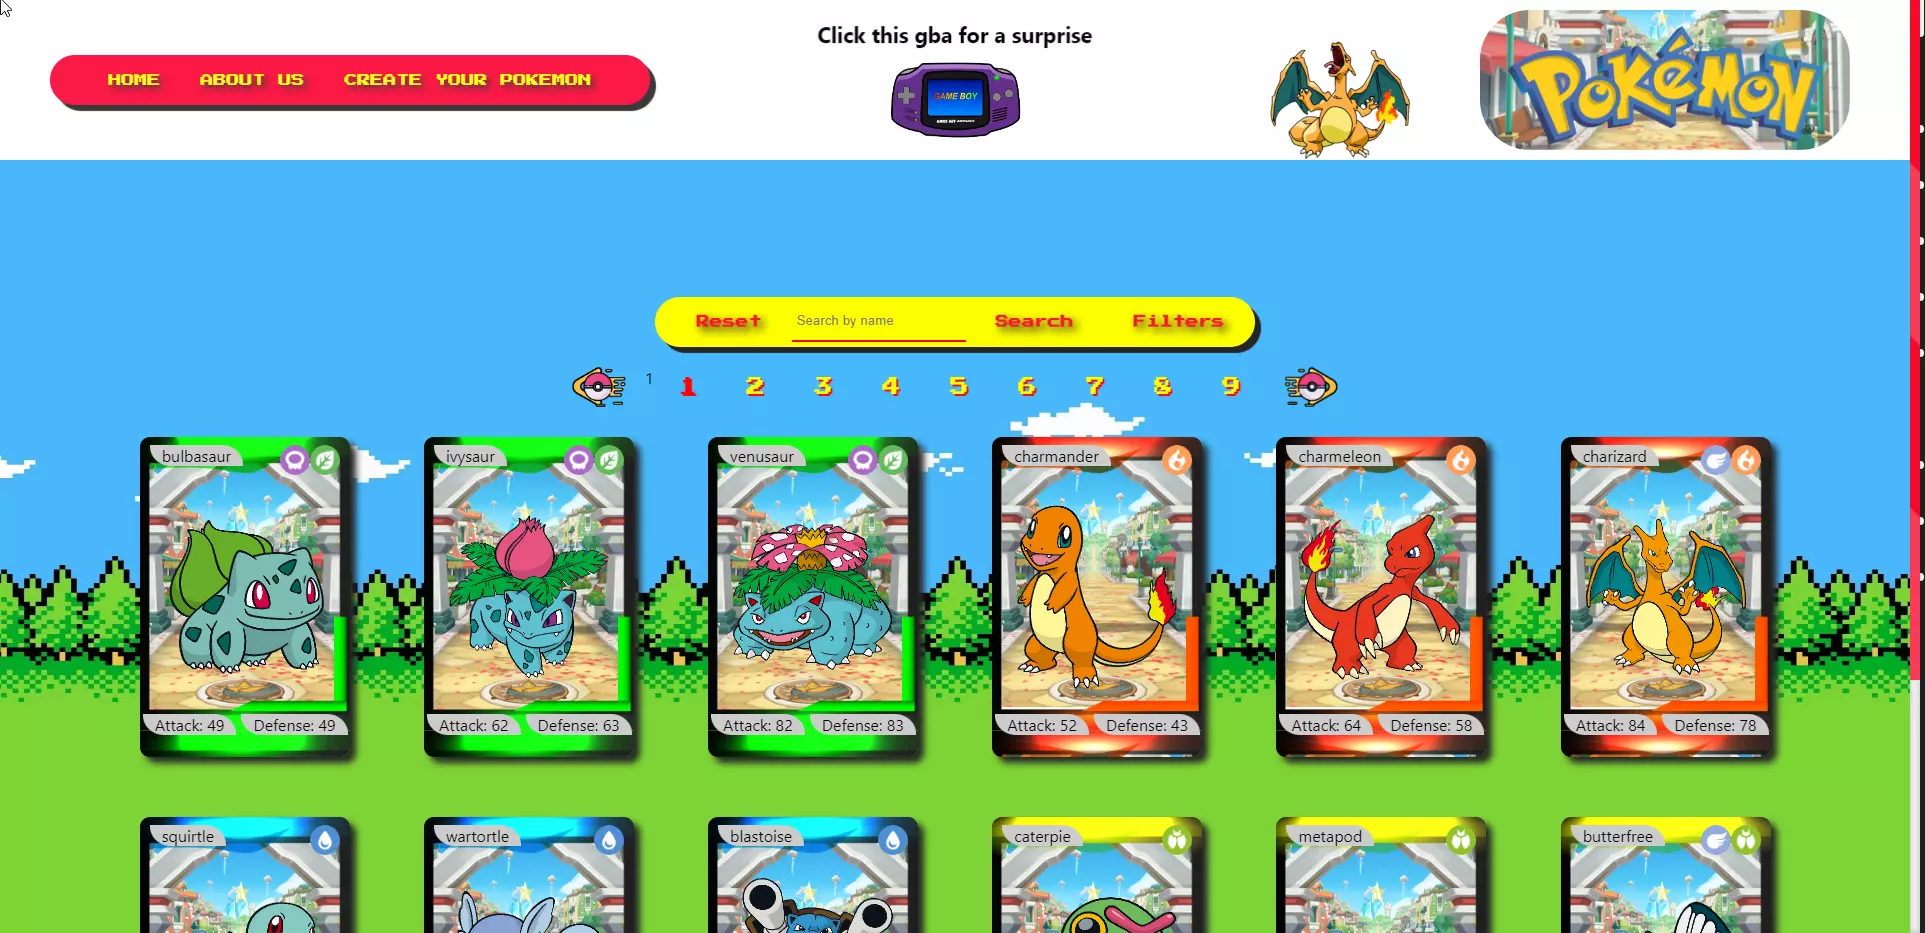 Click this gba for a surprise
HOME ABOUT US CREATE YOUR POKEMON
GAME BOY
POKéMON
Reset Search by name Search Filters
1 1 2 3 4 5 6 7 8 9
bulbasaur ivysaur venusaur charmander charmeleon charizard
Attack: 49 Defense: 49 Attack: 62 Defense: 63 Attack: 82 Defense: 83 Attack: 52 Defense: 43 Attack: 64 Defense: 58 Attack: 84 Defense: 78
squirtle wartortle blastoise caterpie metapod butterfree